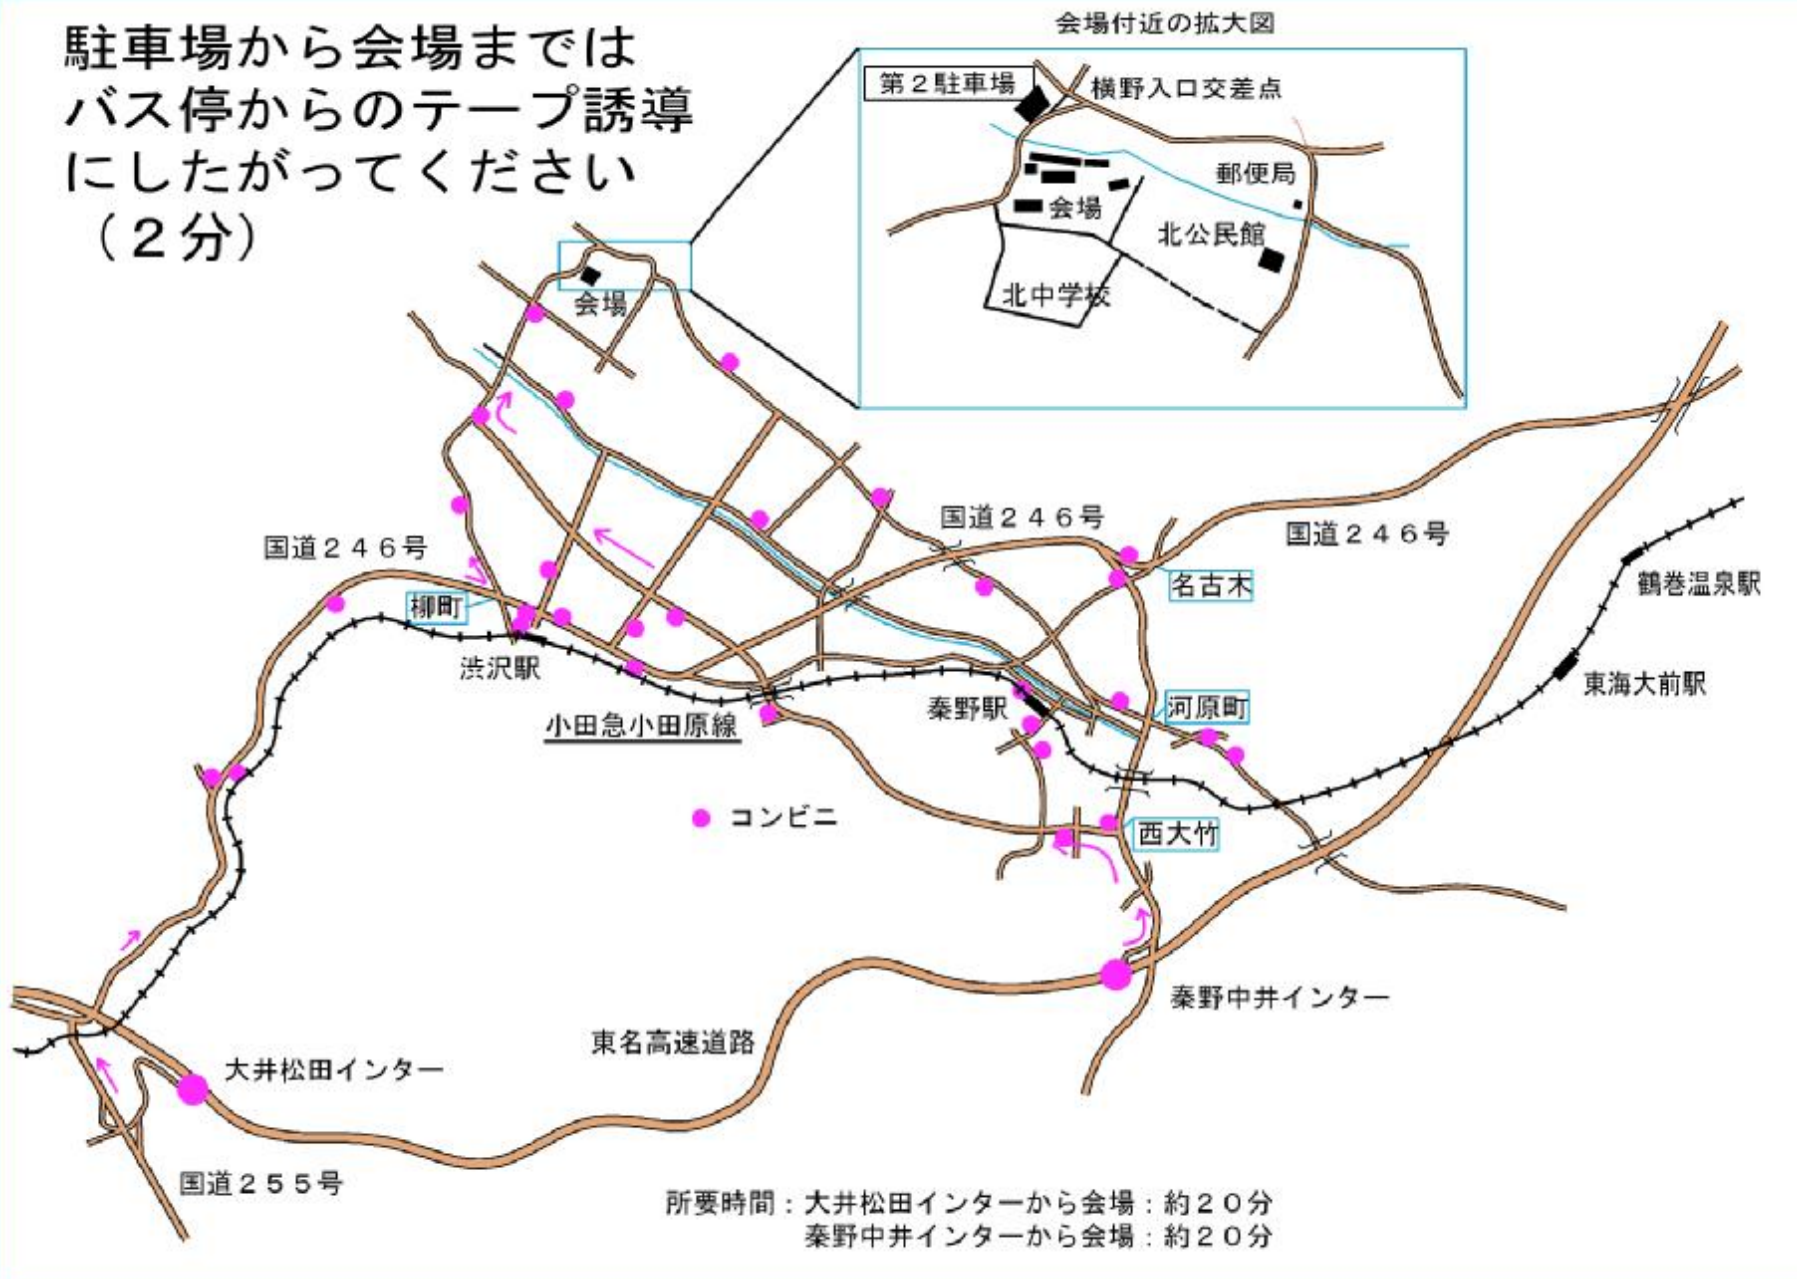 駐車場から会場までは
バス停からのテープ誘導
にしたがってください
（２分）
会場付近の拡大図
第２駐車場
横野入口交差点
郵便局
会場
北公民館
北中学校
会場
国道２４６号
国道２４６号
国道２４６号
名古木
鶴巻温泉駅
柳町
渋沢駅
東海大前駅
秦野駅
河原町
小田急小田原線
コンビニ
西大竹
秦野中井インター
東名高速道路
大井松田インター
国道２５５号
所要時間：大井松田インターから会場：約２０分
秦野中井インターから会場：約２０分